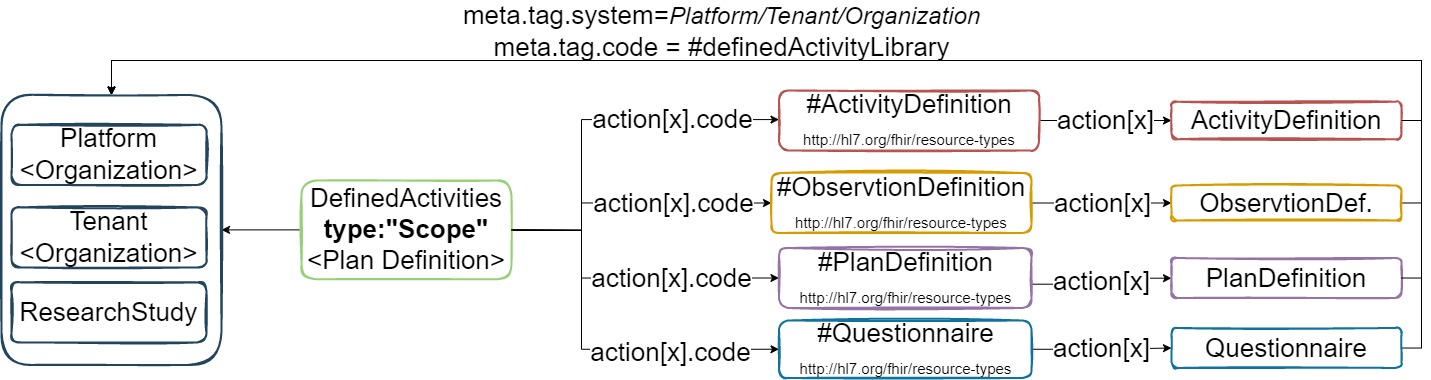 meta.tag.system=Platform/Tenant/Organization
meta.tag.code = #definedActivityLibrary
Platform
<Organization>
Tenant
<Organization>
ResearchStudy
DefinedActivities
type:"Scope"
<Plan Definition>
action[x].code
#ActivityDefinition
http://hl7.org/fhir/resource-types
action[x]
ActivityDefinition
action[x].code
#ObservtionDefinition
http://hl7.org/fhir/resource-types
action[x]
ObservtionDef.
action[x].code
#PlanDefinition
http://hl7.org/fhir/resource-types
action[x]
PlanDefinition
action[x].code
#Questionnaire
http://hl7.org/fhir/resource-types
action[x]
Questionnaire